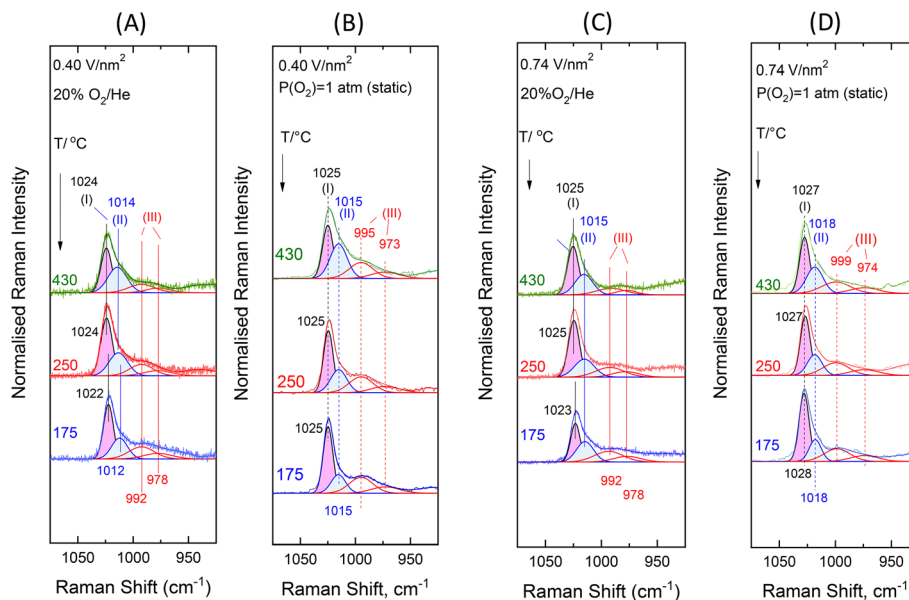 (A)
0.40 V/nm²
20% O₂/He
T/ °C
1024
(I)
1014
(II)
(III)
430
1024
250
1022
175
1012
978
992
1050 1000 950
Raman Shift (cm⁻¹)
Normalised Raman Intensity
(B)
0.40 V/nm²
P(O₂)=1 atm (static)
T/°C
1025
(I)
1015
(II)
(III)
995
973
430
1025
250
1025
175
1015
1050 1000 950
Raman Shift, cm⁻¹
Normalised Raman Intensity
(C)
0.74 V/nm²
20%O₂/He
T/ °C
1025
(I)
1015
(II)
(III)
430
1025
250
1023
175
992
978
1050 1000 950
Raman Shift (cm⁻¹)
Normalised Raman Intensity
(D)
0.74 V/nm²
P(O₂)=1 atm (static)
T/°C
1027
(I)
1018
(II)
(III)
999
974
430
1027
250
175
1028
1018
1050 1000 950
Raman Shift, cm⁻¹
Normalised Raman Intensity